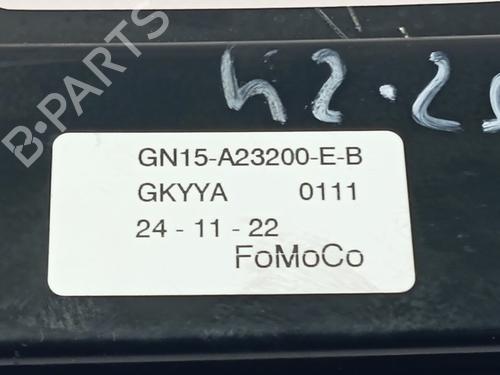 B-PARTS
GN15-A23200-E-B
GKYYA 0111
24 - 11 - 22
FoMoCo